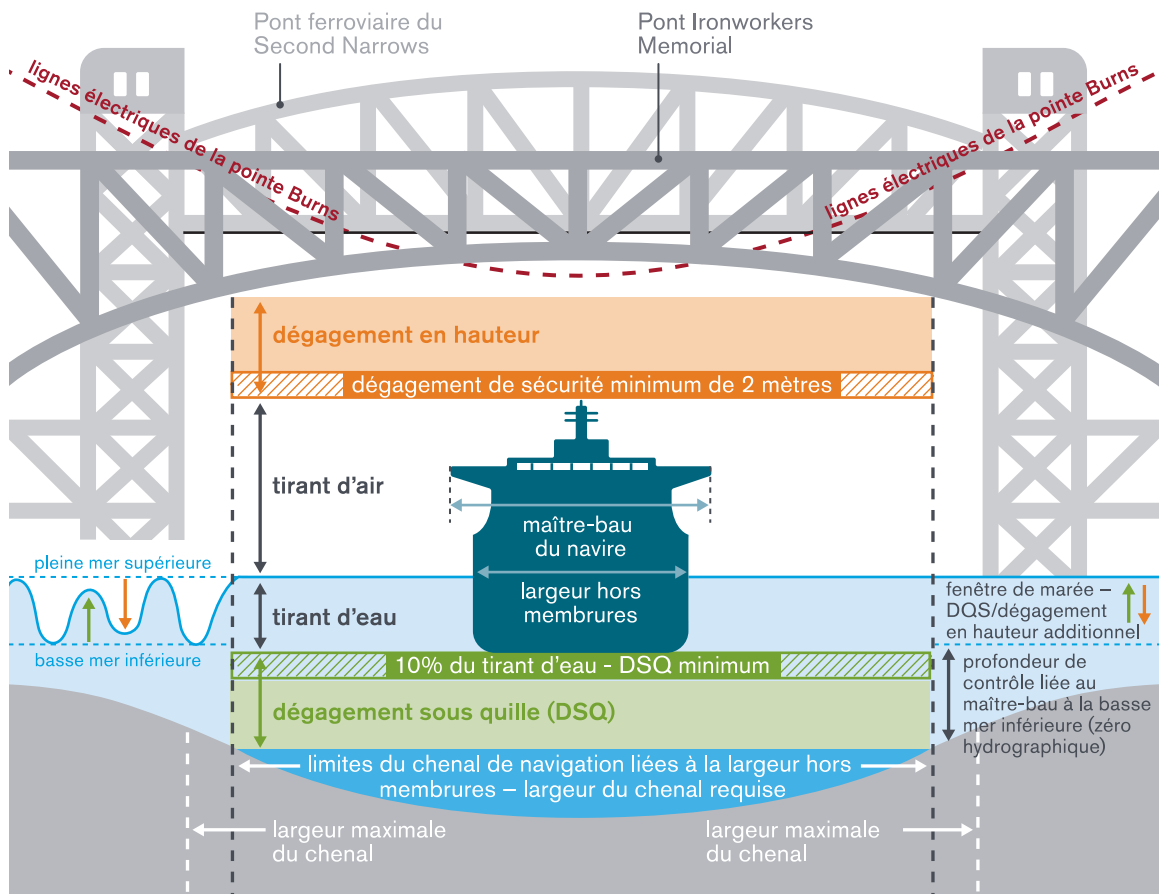 Pont ferroviaire du
Second Narrows
Pont Ironworkers
Memorial
lignes électriques de la pointe Burns
lignes électriques de la pointe Burns
dégagement en hauteur
dégagement de sécurité minimum de 2 mètres
tirant d'air
maître-bau
du navire
largeur hors
membrures
pleine mer supérieure
basse mer inférieure
tirant d'eau
fenêtre de marée –
DQS/dégagement
en hauteur additionnel
10% du tirant d'eau - DSQ minimum
dégagement sous quille (DSQ)
profondeur de
contrôle liée au
maître-bau à la basse
mer inférieure (zéro
hydrographique)
limites du chenal de navigation liées à la largeur hors
membrures – largeur du chenal requise
largeur maximale
du chenal
largeur maximale
du chenal